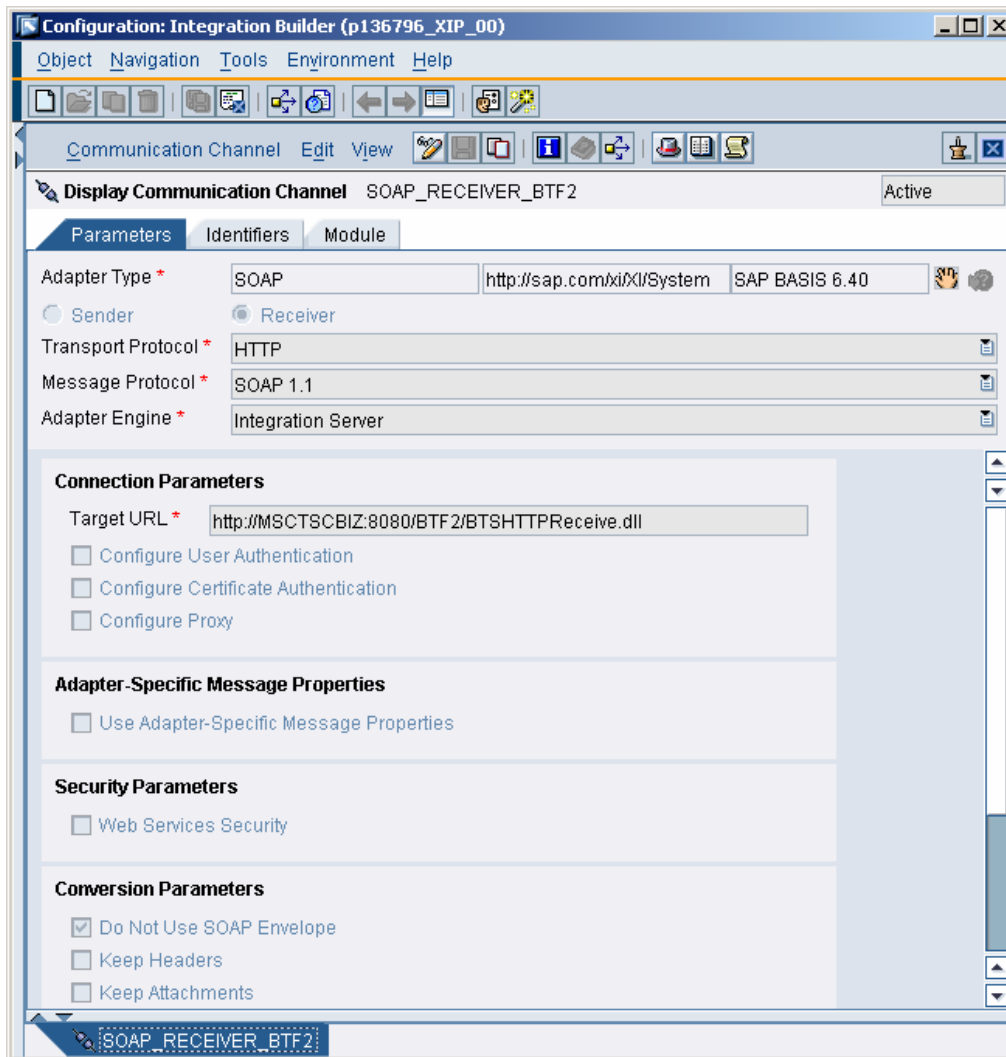 Configuration: Integration Builder (p136796_XIP_00)
Object Navigation Tools Environment Help
Communication Channel Edit View
Display Communication Channel SOAP_RECEIVER_BTF2 Active
Parameters Identifiers Module
Adapter Type * SOAP http://sap.com/xi/XI/System SAP BASIS 6.40
Sender Receiver
Transport Protocol * HTTP
Message Protocol * SOAP 1.1
Adapter Engine * Integration Server
Connection Parameters
Target URL * http://MSCTSCBIZ:8080/BTF2/BTSHTTPReceive.dll
Configure User Authentication
Configure Certificate Authentication
Configure Proxy
Adapter-Specific Message Properties
Use Adapter-Specific Message Properties
Security Parameters
Web Services Security
Conversion Parameters
Do Not Use SOAP Envelope
Keep Headers
Keep Attachments
SOAP_RECEIVER_BTF2